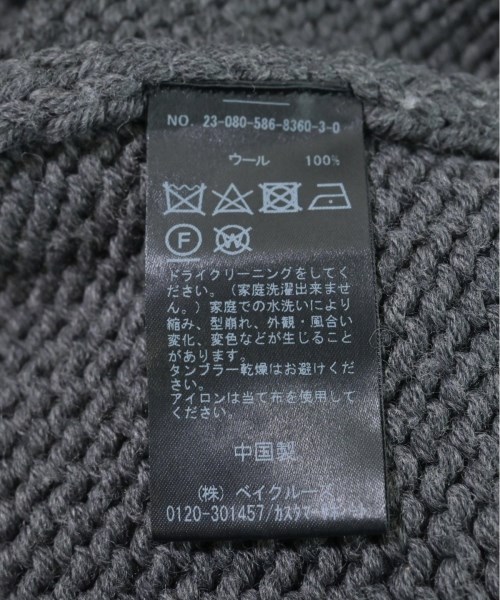 NO. 23-080-586-8360-3-0
ウール 100%
F W
ドライクリーニングをしてく
ださい。(家庭洗濯出来ませ
ん。)家庭での水洗いにより
縮み、型崩れ、外観・風合い
変化、変色などが生じること
があります。
タンブラー乾燥はお避けくだ
さい。
アイロンは当て布を使用して
ください。
中国製
(株) ベイクルーズ
0120-301457/カスタマー